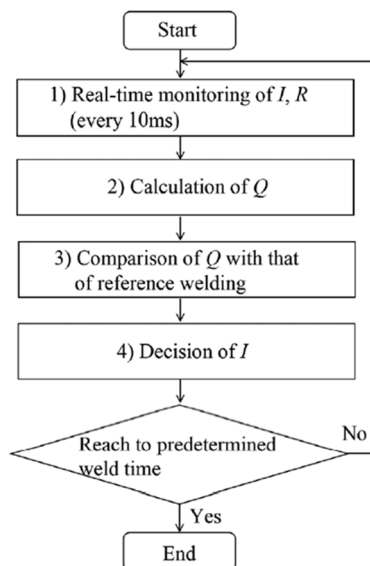 Start
1) Real-time monitoring of I, R
(every 10ms)
2) Calculation of Q
3) Comparison of Q with that
of reference welding
4) Decision of I
Reach to predetermined
weld time
No
Yes
End